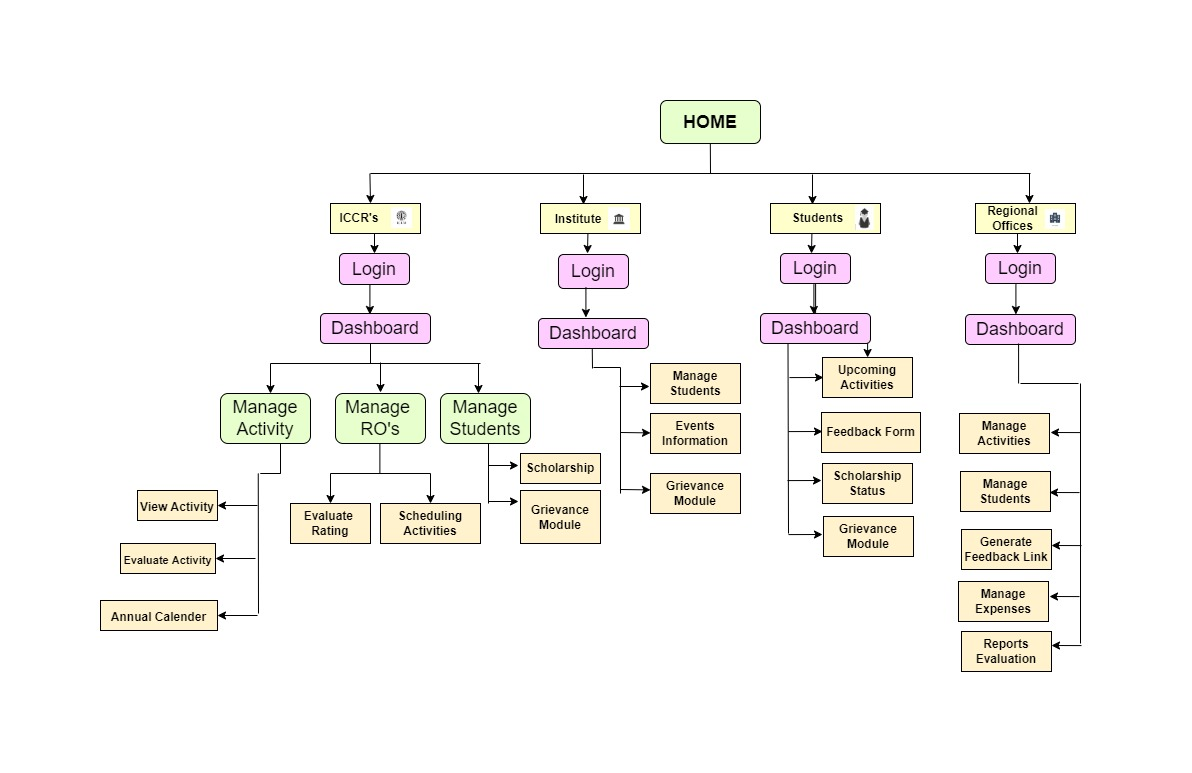 HOME
ICCR's
Institute
Students
Regional
Offices
Login
Login
Login
Login
Dashboard
Dashboard
Dashboard
Dashboard
Manage
Activity
Manage
RO's
Manage
Students
View Activity
Evaluate Activity
Annual Calender
Evaluate
Rating
Scheduling
Activities
Scholarship
Grievance
Module
Manage
Students
Events
Information
Grievance
Module
Upcoming
Activities
Feedback Form
Scholarship
Status
Grievance
Module
Manage
Activities
Manage
Students
Generate
Feedback Link
Manage
Expenses
Reports
Evaluation